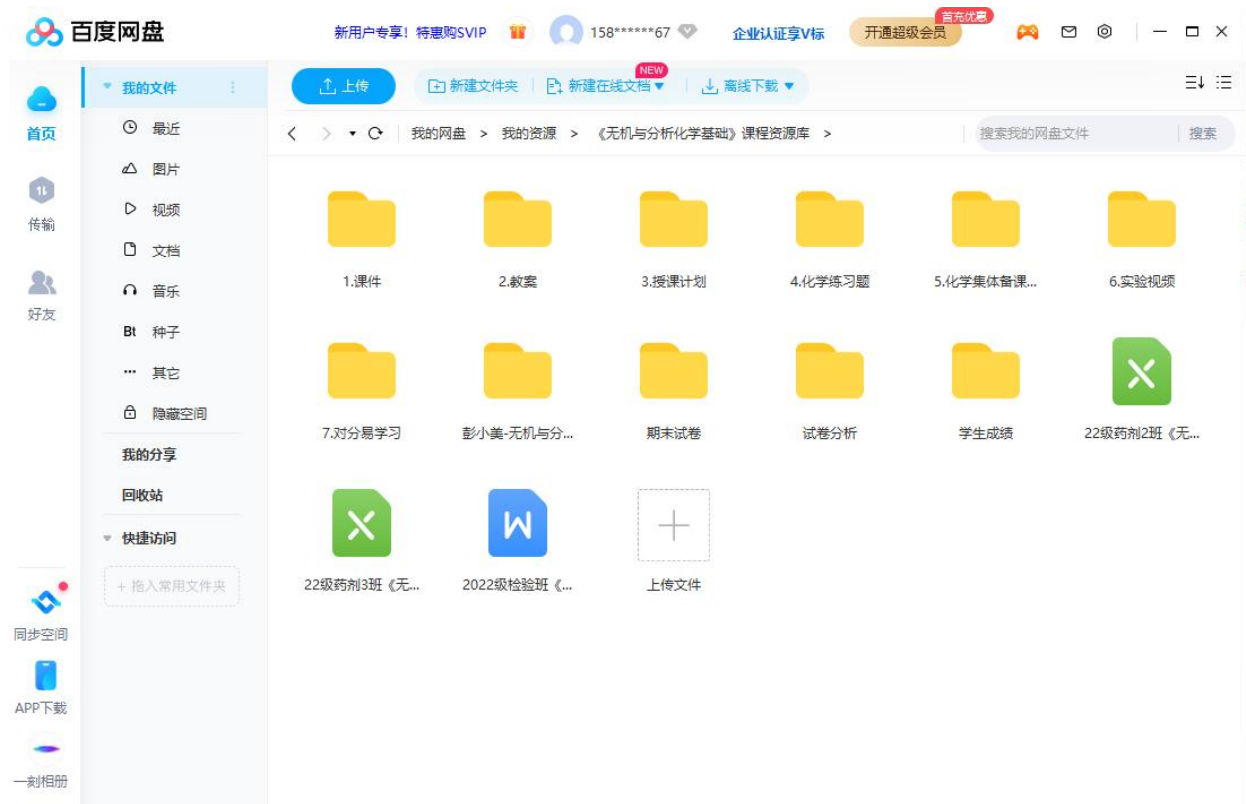 百度网盘
新用户专享! 特惠购SVIP
158******67
企业认证享V标
开通超级会员
首充优惠
首页
传输
好友
同步空间
APP下载
一刻相册
我的文件
最近
图片
视频
文档
音乐
Bt 种子
其它
隐藏空间
我的分享
回收站
快捷访问
+ 拖入常用文件夹
上传
新建文件夹
新建在线文档
NEW
离线下载
我的网盘 > 我的资源 > 《无机与分析化学基础》课程资源库 >
搜索我的网盘文件
搜索
1.课件
2.教案
3.授课计划
4.化学练习题
5.化学集体备课...
6.实验视频
7.对分易学习
彭小美-无机与分...
期末试卷
试卷分析
学生成绩
22级药剂2班《无...
22级药剂3班《无...
2022级检验班《...
上传文件